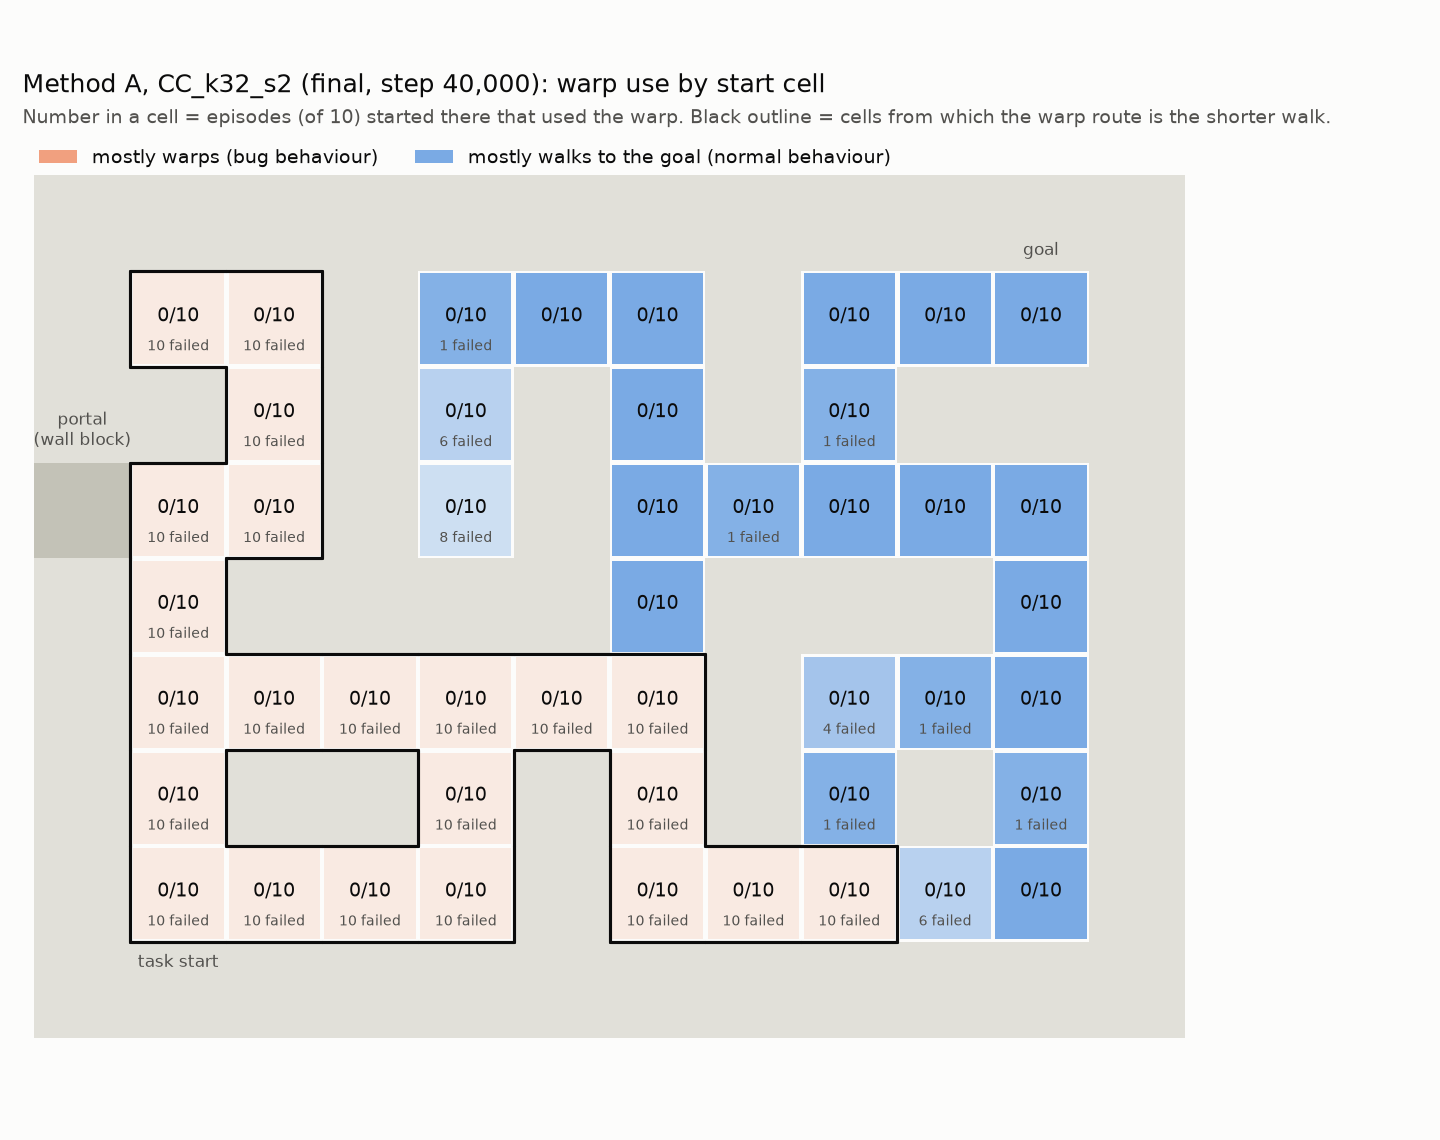 Method A, CC_k32_s2 (final, step 40,000): warp use by start cell
Number in a cell = episodes (of 10) started there that used the warp. Black outline = cells from which the warp route is the shorter walk.
mostly warps (bug behaviour) mostly walks to the goal (normal behaviour)
goal
0/10 0/10 0/10 0/10 0/10 0/10 0/10 0/10
10 failed 10 failed 1 failed
0/10 0/10 0/10 0/10
portal
(wall block)
10 failed 6 failed 1 failed
0/10 0/10 0/10 0/10 0/10 0/10 0/10 0/10
10 failed 10 failed 8 failed 1 failed
0/10 0/10 0/10
10 failed
0/10 0/10 0/10 0/10 0/10 0/10 0/10 0/10 0/10
10 failed 10 failed 10 failed 10 failed 10 failed 10 failed 4 failed 1 failed
0/10 0/10 0/10 0/10 0/10
10 failed 10 failed 10 failed 1 failed 1 failed
0/10 0/10 0/10 0/10 0/10 0/10 0/10 0/10 0/10
10 failed 10 failed 10 failed 10 failed 10 failed 10 failed 10 failed 6 failed
task start